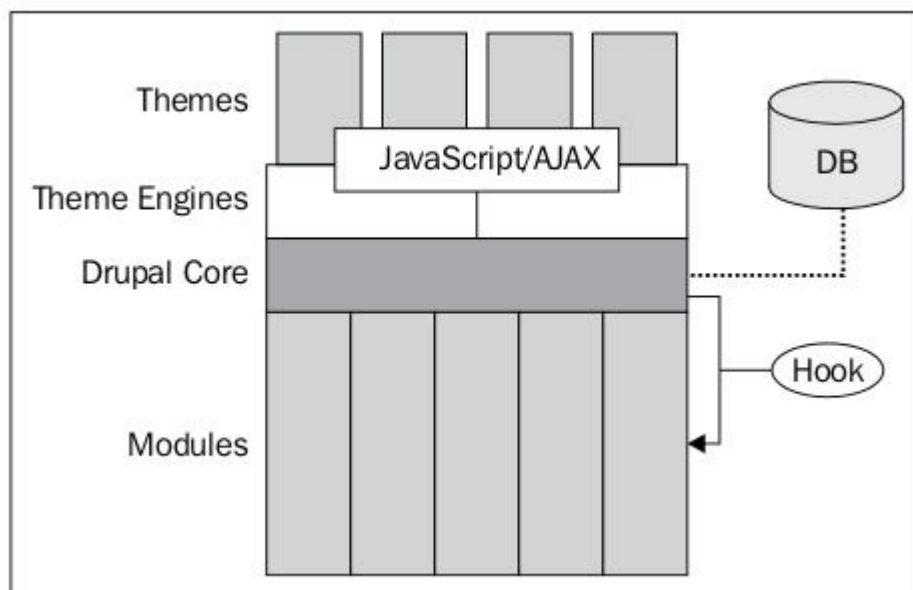 Themes
JavaScript/AJAX
DB
Theme Engines
Drupal Core
Hook
Modules